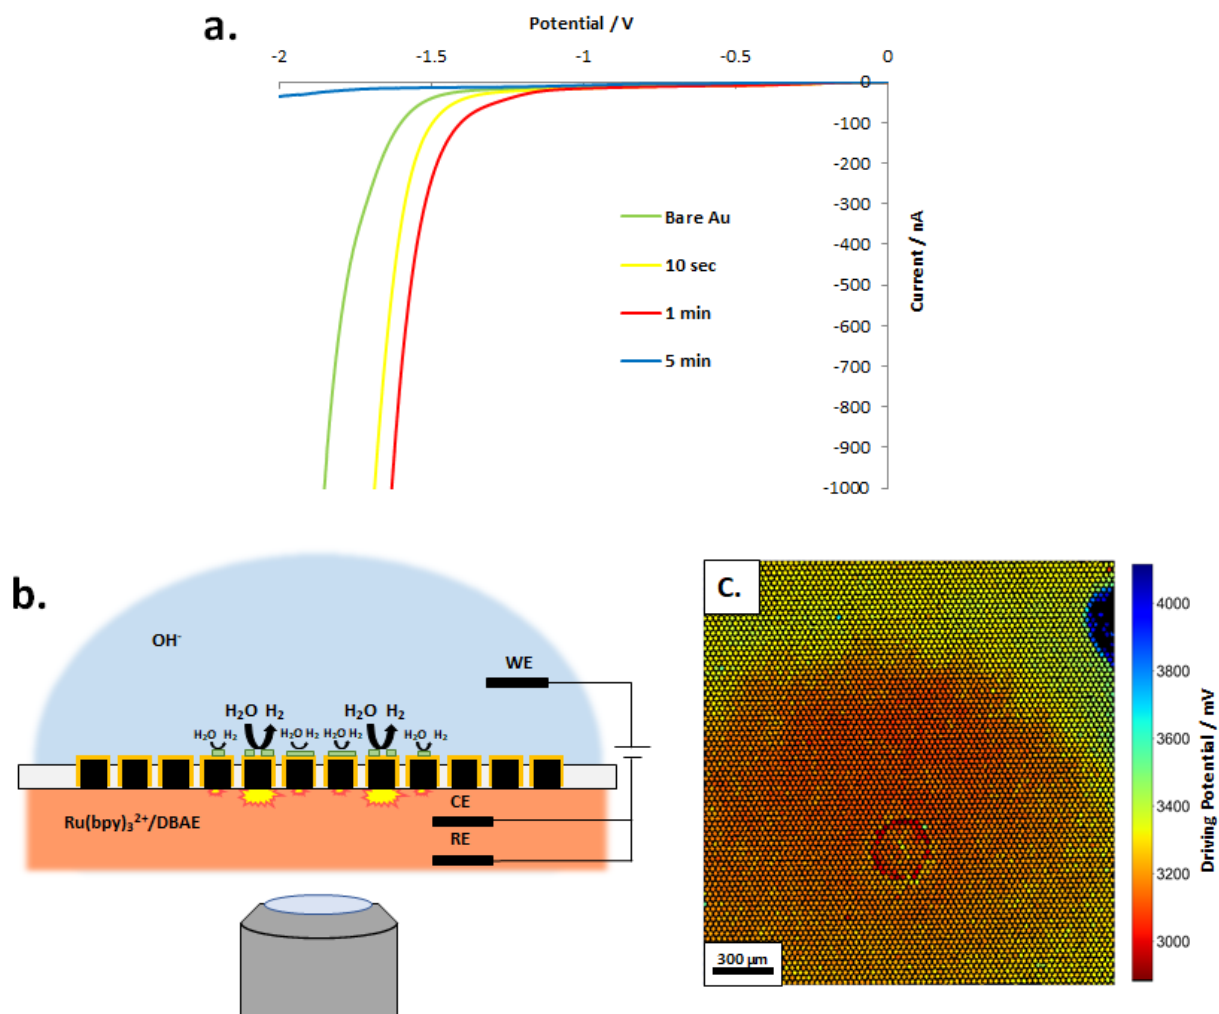 a.
Potential / V
-2 -1.5 -1 -0.5 0
0
-100
-200
-300
-400
-500
-600
-700
-800
-900
-1000
Current / nA
Bare Au
10 sec
1 min
5 min
b.
OH-
WE
H2O H2 H2O H2
H2O H2 H2O H2 H2O H2 H2O H2
Ru(bpy)3 2+/DBAE
CE
RE
C.
300 µm
4000
3800
3600
3400
3200
3000
Driving Potential / mV